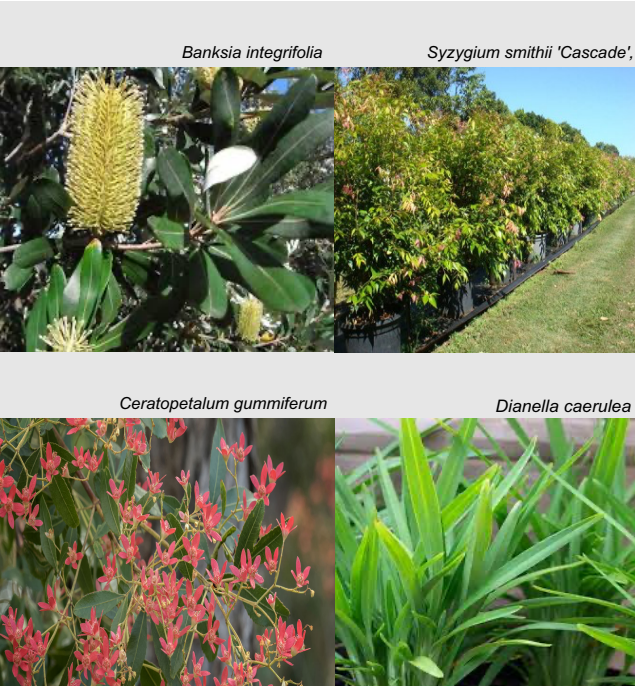 Banksia integrifolia
Syzygium smithii 'Cascade',
Ceratopetalum gummiferum
Dianella caerulea